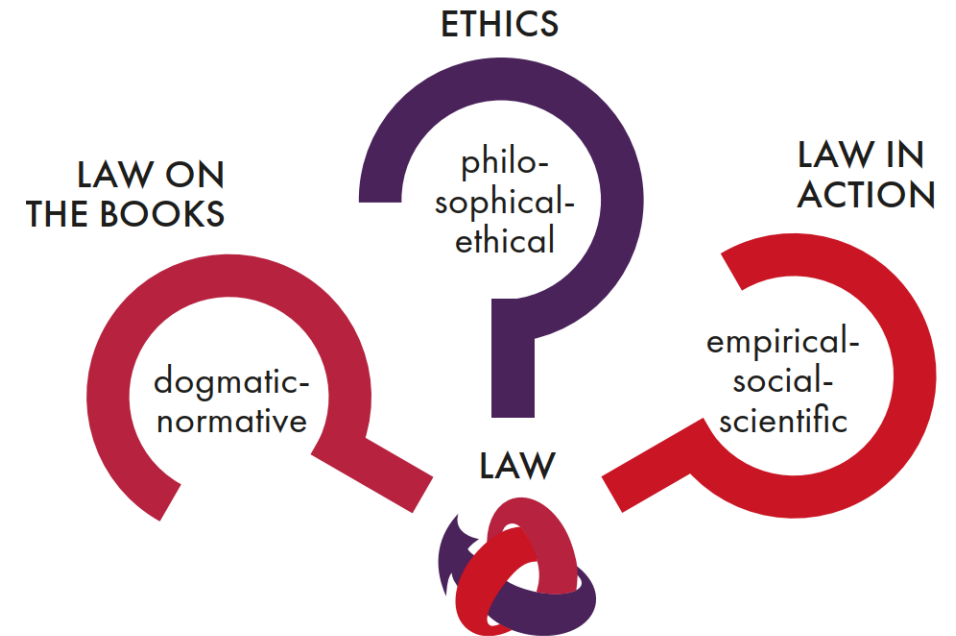 ETHICS
philo-
sophical-
ethical
LAW ON
THE BOOKS
dogmatic-
normative
LAW IN
ACTION
empirical-
social-
scientific
LAW